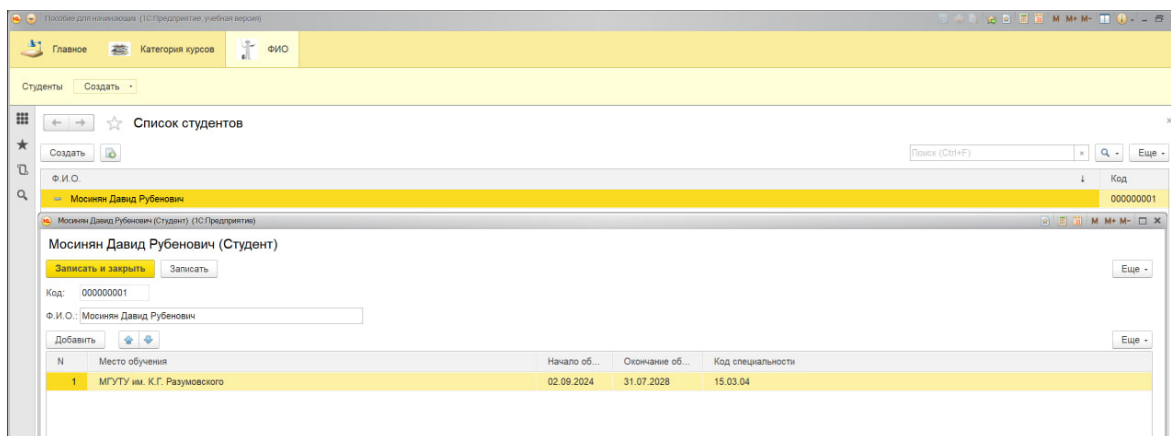 Пособие для начинающих (1С:Предприятие, учебная версия) M M+ M-
Главное Категория курсов ФИО
Студенты Создать
Список студентов
Создать Поиск (Ctrl+F) × Еще
Ф.И.О. ↓ Код
Мосинян Давид Рубенович 000000001
Мосинян Давид Рубенович (Студент) (1С:Предприятие) M M+ M-
Мосинян Давид Рубенович (Студент)
Записать и закрыть Записать Еще
Код: 000000001
Ф.И.О.: Мосинян Давид Рубенович
Добавить Еще
N Место обучения Начало об... Окончание об... Код специальности
1 МГУТУ им. К.Г. Разумовского 02.09.2024 31.07.2028 15.03.04